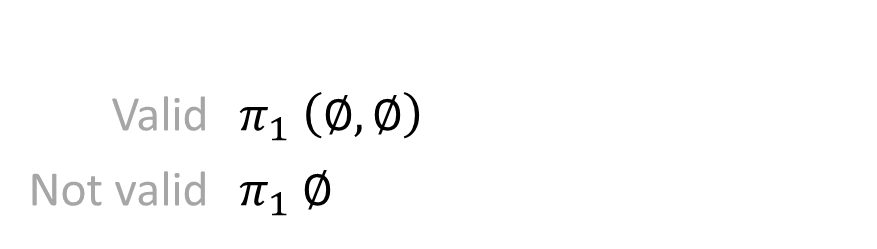 Valid π₁ (∅, ∅)
Not valid π₁ ∅